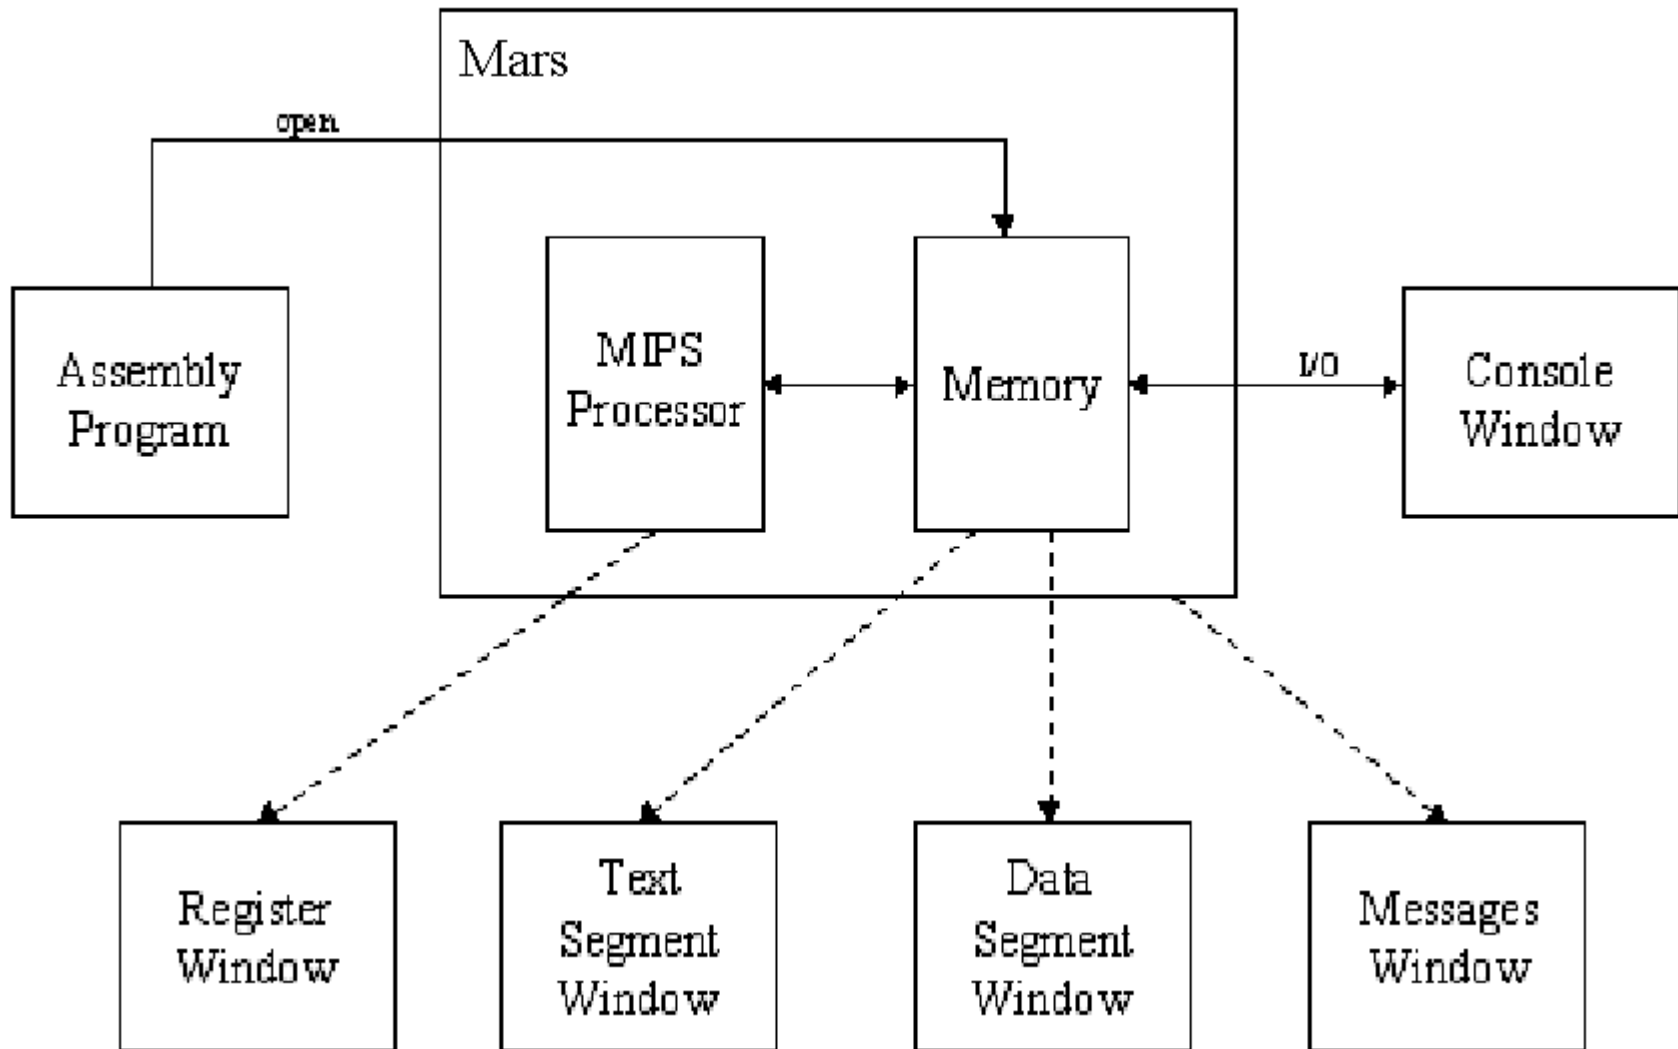 Mars
open
Assembly
Program
MIPS
Processor
Memory
I/O
Console
Window
Register
Window
Text
Segment
Window
Data
Segment
Window
Messages
Window